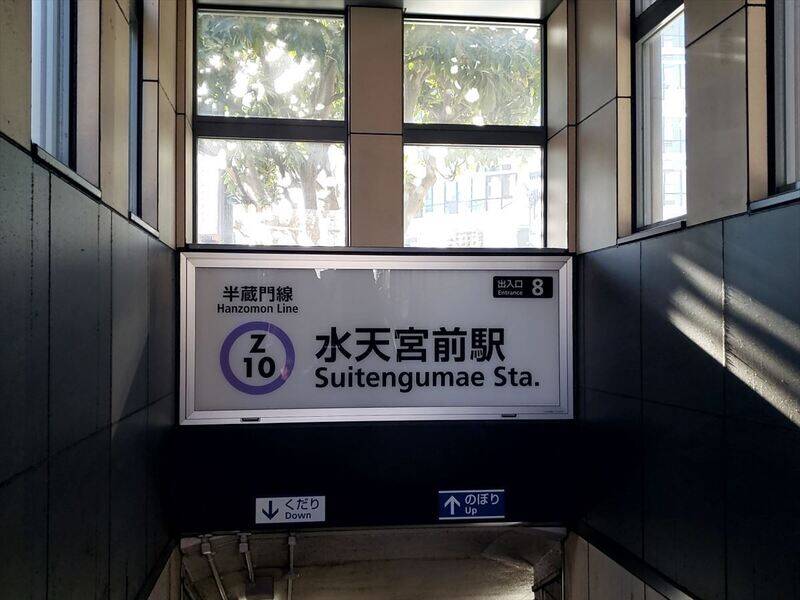 半蔵門線
Hanzomon Line
出入口
Entrance
8
Z
10
水天宮前駅
Suitengumae Sta.
↓ くだり
Down
↑ のぼり
Up